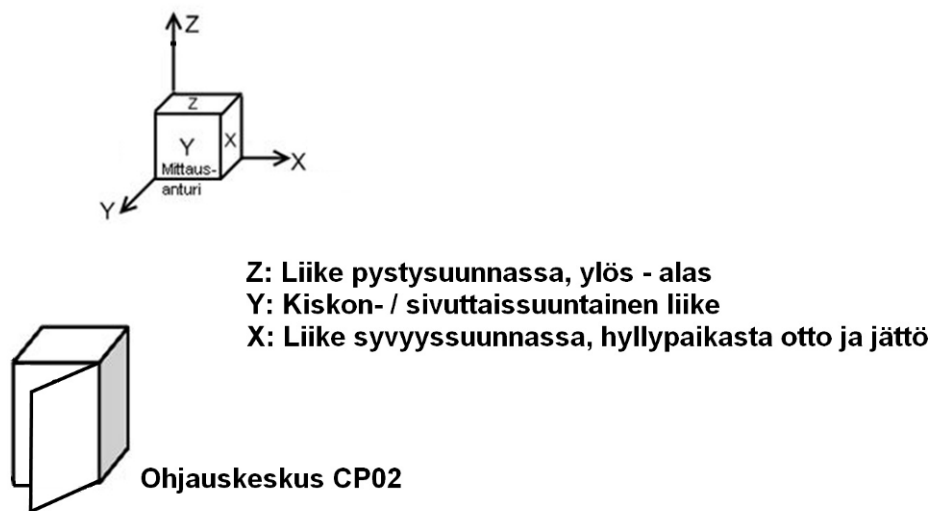 Z
Z
Y
X
Mittaus-
anturi
X
Y
Z: Liike pystysuunnassa, ylös - alas
Y: Kiskon- / sivuttaissuuntainen liike
X: Liike syvyyssuunnassa, hyllypaikasta otto ja jättö
Ohjauskeskus CP02